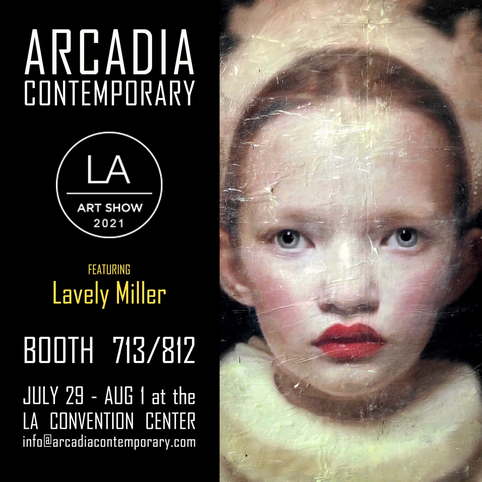 ARCADIA
CONTEMPORARY
LA
ART SHOW
2021
FEATURING
Lavely Miller
BOOTH 713/812
JULY 29 - AUG 1 at the
LA CONVENTION CENTER
info@arcadiacontemporary.com